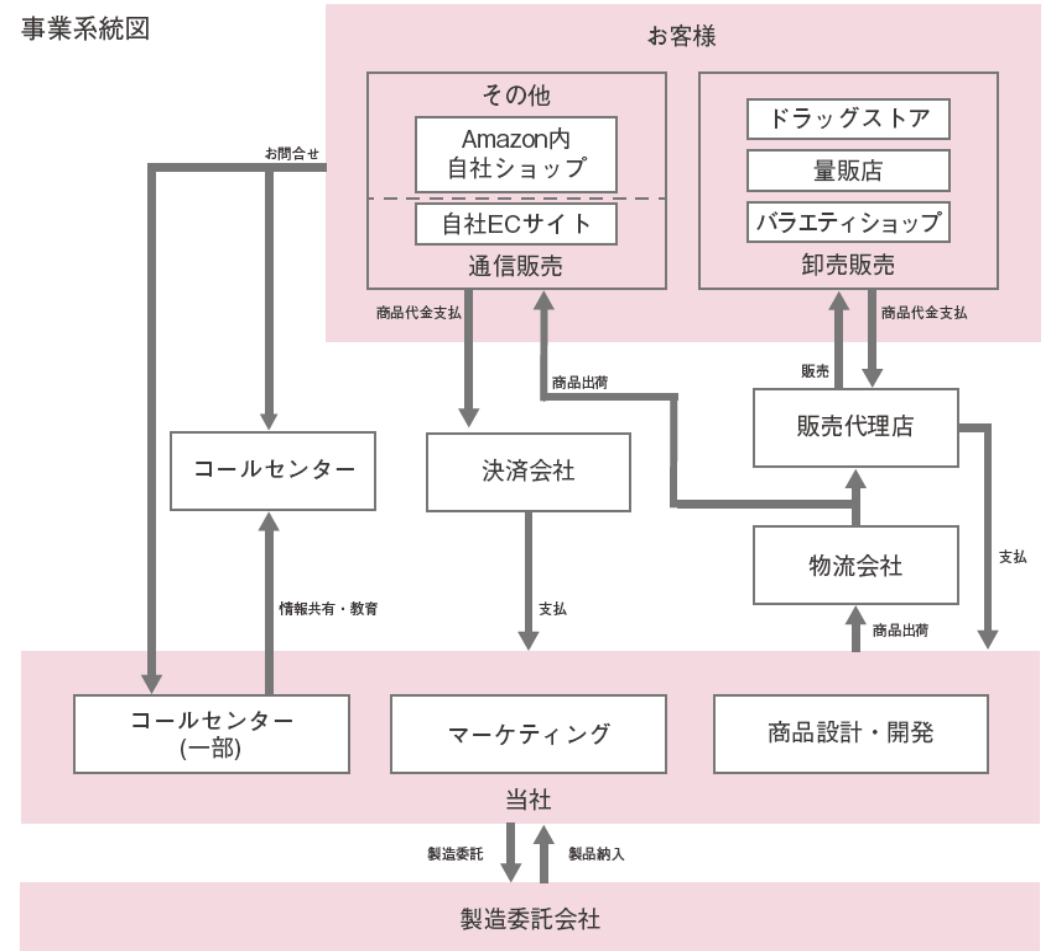 事業系統図
お客様
その他
Amazon内
自社ショップ
自社ECサイト
通信販売
ドラッグストア
量販店
バラエティショップ
卸売販売
お問合せ
商品代金支払
商品代金支払
商品出荷
販売
販売代理店
コールセンター
決済会社
物流会社
支払
情報共有・教育
支払
商品出荷
コールセンター
(一部)
マーケティング
商品設計・開発
当社
製造委託
製品納入
製造委託会社